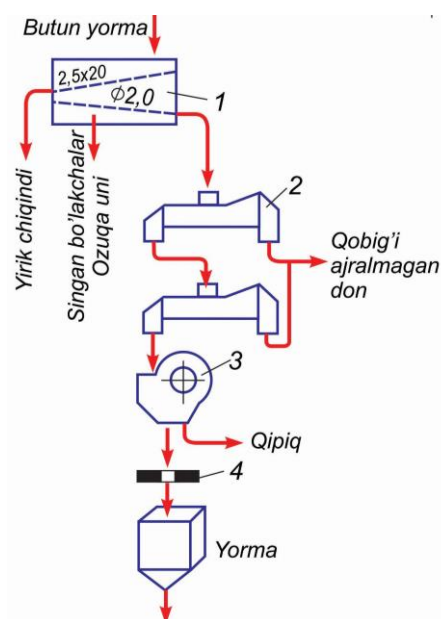 Butun yorma
2,5x20
Ф2,0
1
2
Yirik chiqindi
Singan bo'lakchalar
Ozuqa uni
Qobig'i
ajralmagan
don
3
Qipiq
4
Yorma